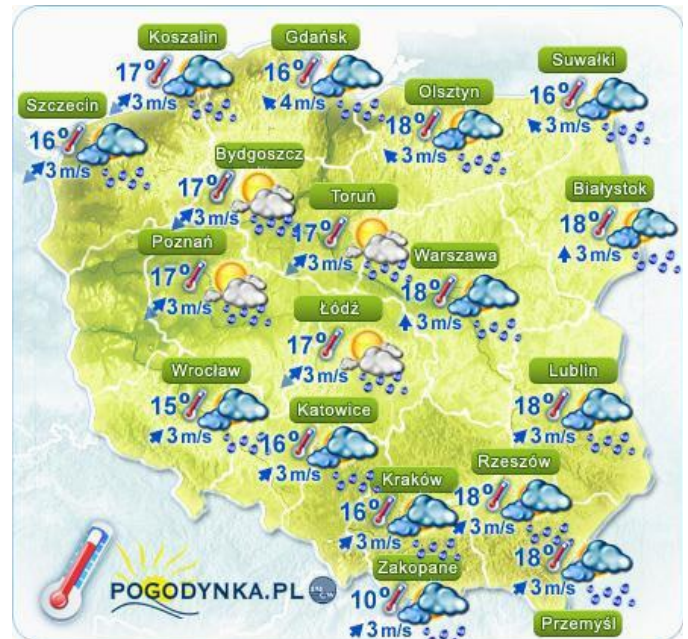 Koszalin
17°
3 m/s
Gdańsk
16°
4 m/s
Suwałki
16°
3 m/s
Szczecin
16°
3 m/s
Olsztyn
18°
3 m/s
Bydgoszcz
17°
3 m/s
Toruń
17°
3 m/s
Białystok
18°
3 m/s
Poznań
17°
3 m/s
Warszawa
18°
3 m/s
Łódź
17°
3 m/s
Wrocław
15°
3 m/s
Katowice
16°
3 m/s
Lublin
18°
3 m/s
Kraków
16°
3 m/s
Rzeszów
18°
3 m/s
Zakopane
10°
3 m/s
18°
3 m/s
Przemyśl
POGODYNKA.PL